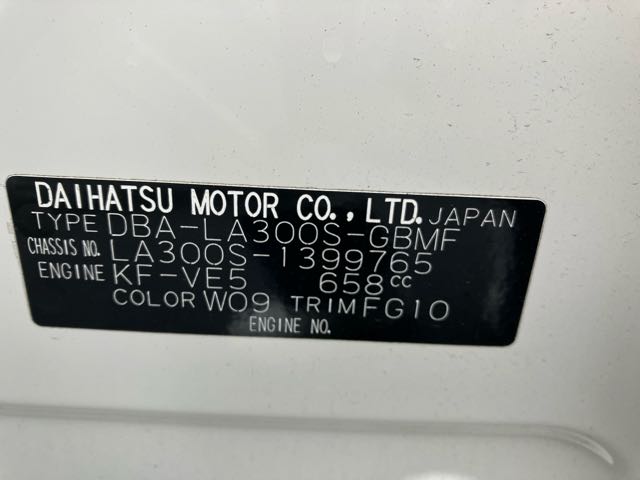 DAIHATSU MOTOR CO.,LTD. JAPAN
TYPE DBA-LA300S-GBMF
CHASSIS NO. LA300S-1399765
ENGINE KF-VE5 658cc
COLOR W09 TRIM FG10
ENGINE NO.